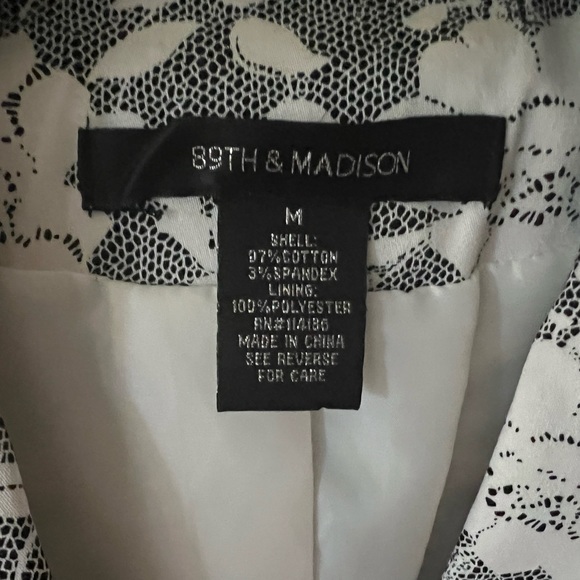 89TH & MADISON
M
SHELL:
97%COTTON
3%SPANDEX
LINING:
100%POLYESTER
RN#114186
MADE IN CHINA
SEE REVERSE
FOR CARE